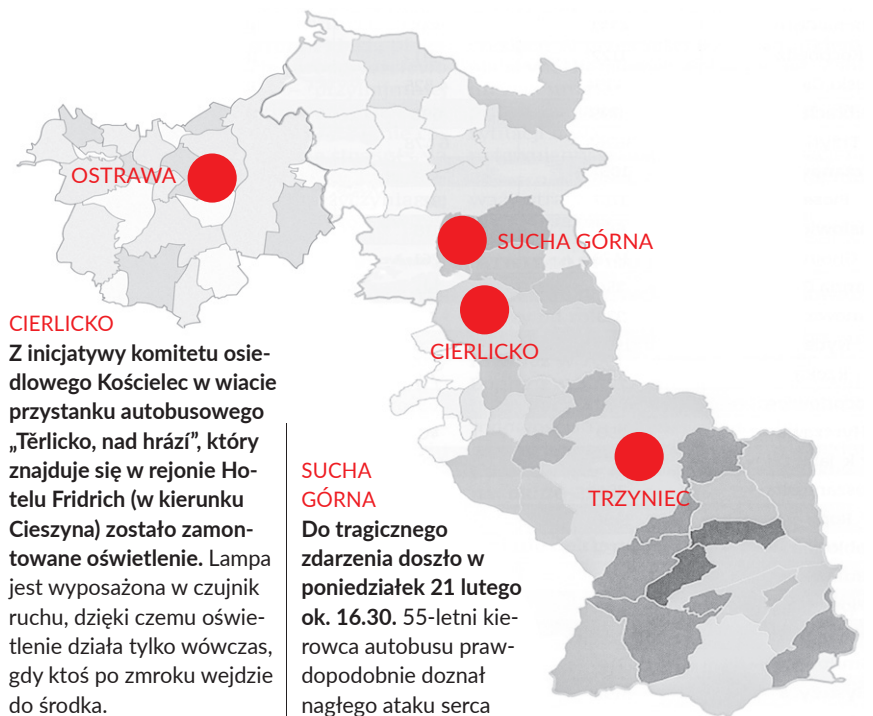 OSTRAWA
SUCHA GÓRNA
CIERLICKO
TRZYNIEC
CIERLICKO
Z inicjatywy komitetu osie-
dlowego Kościelec w wiacie
przystanku autobusowego
„Těrlicko, nad hrází”, który
znajduje się w rejonie Ho-
telu Fridrich (w kierunku
Cieszyna) zostało zamon-
towane oświetlenie. Lampa
jest wyposażona w czujnik
ruchu, dzięki czemu oświe-
tlenie działa tylko wówczas,
gdy ktoś po zmroku wejdzie
do środka.
SUCHA
GÓRNA
Do tragicznego
zdarzenia doszło w
poniedziałek 21 lutego
ok. 16.30. 55-letni kie-
rowca autobusu praw-
dopodobnie doznał
nagłego ataku serca